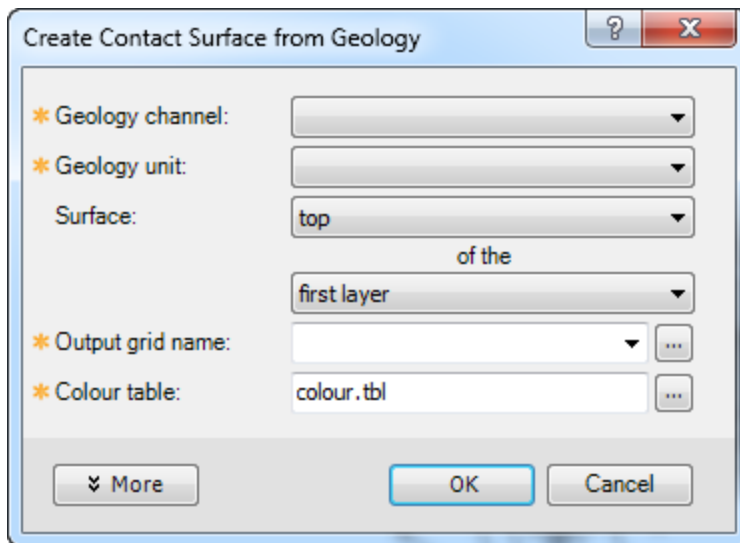 Create Contact Surface from Geology
?
X
* Geology channel:
* Geology unit:
Surface: top
of the
first layer
* Output grid name: ...
* Colour table: colour.tbl ...
More OK Cancel